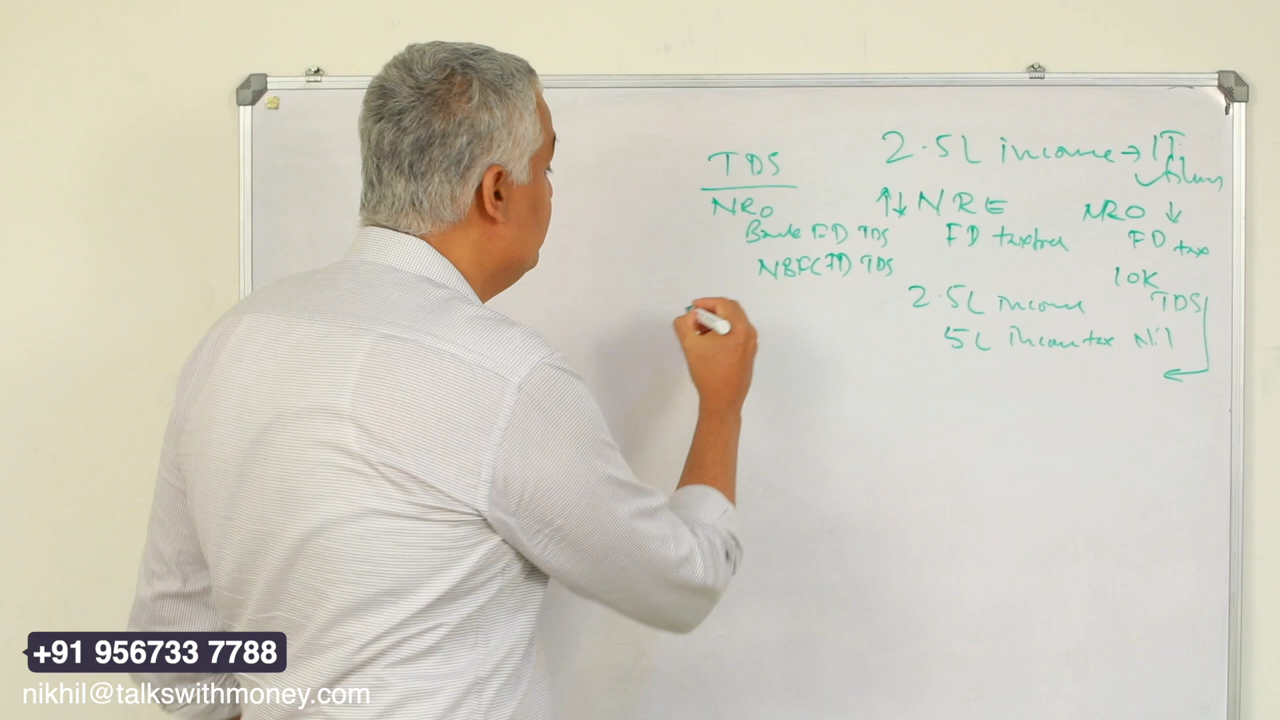 2.5L income → IT
Return
TDS
↑↓ NRE
NRO ↓
NRO
Bank FD TDS
FD taxfree
FD tax
NBFC FD TDS
10K
2.5L income
TDS
5L income tax Nil
+91 956733 7788
nikhil@talkswithmoney.com